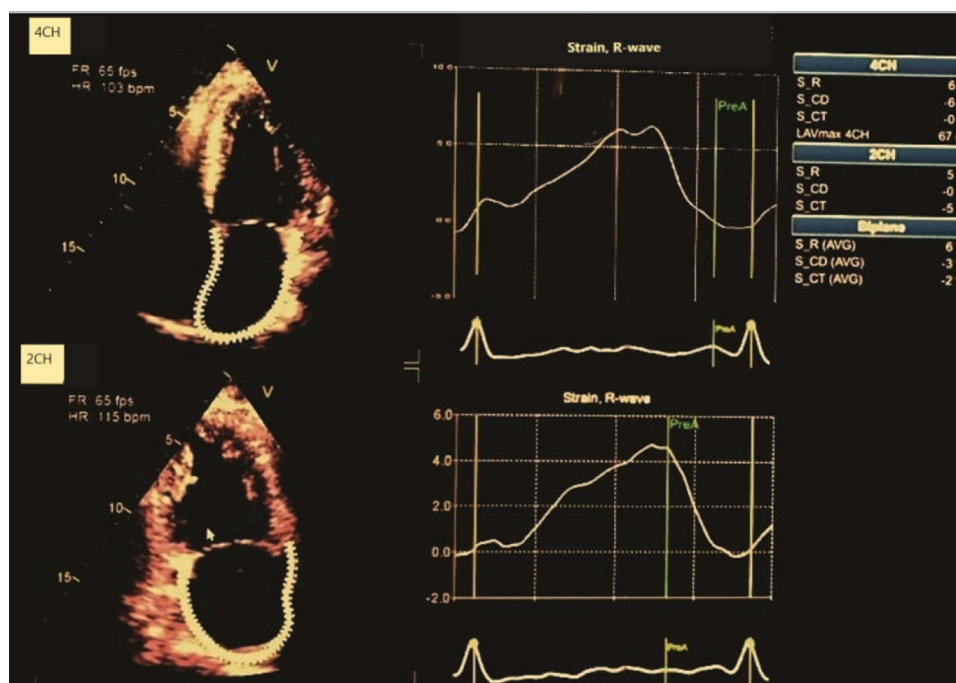 4CH
FR: 65 fps
HR: 103 bpm
V
5
10
15
Strain, R-wave
10.0
5.0
0.0
-5.0
PreA
PreA
4CH
S_R 6
S_CD -6
S_CT -0
LAVmax 4CH 67
2CH
S_R 5
S_CD -0
S_CT -5
Biplane
S_R (AVG) 6
S_CD (AVG) -3
S_CT (AVG) -2
2CH
FR: 65 fps
HR: 115 bpm
V
5
10
15
Strain, R-wave
6.0
4.0
2.0
0.0
-2.0
PreA
PreA